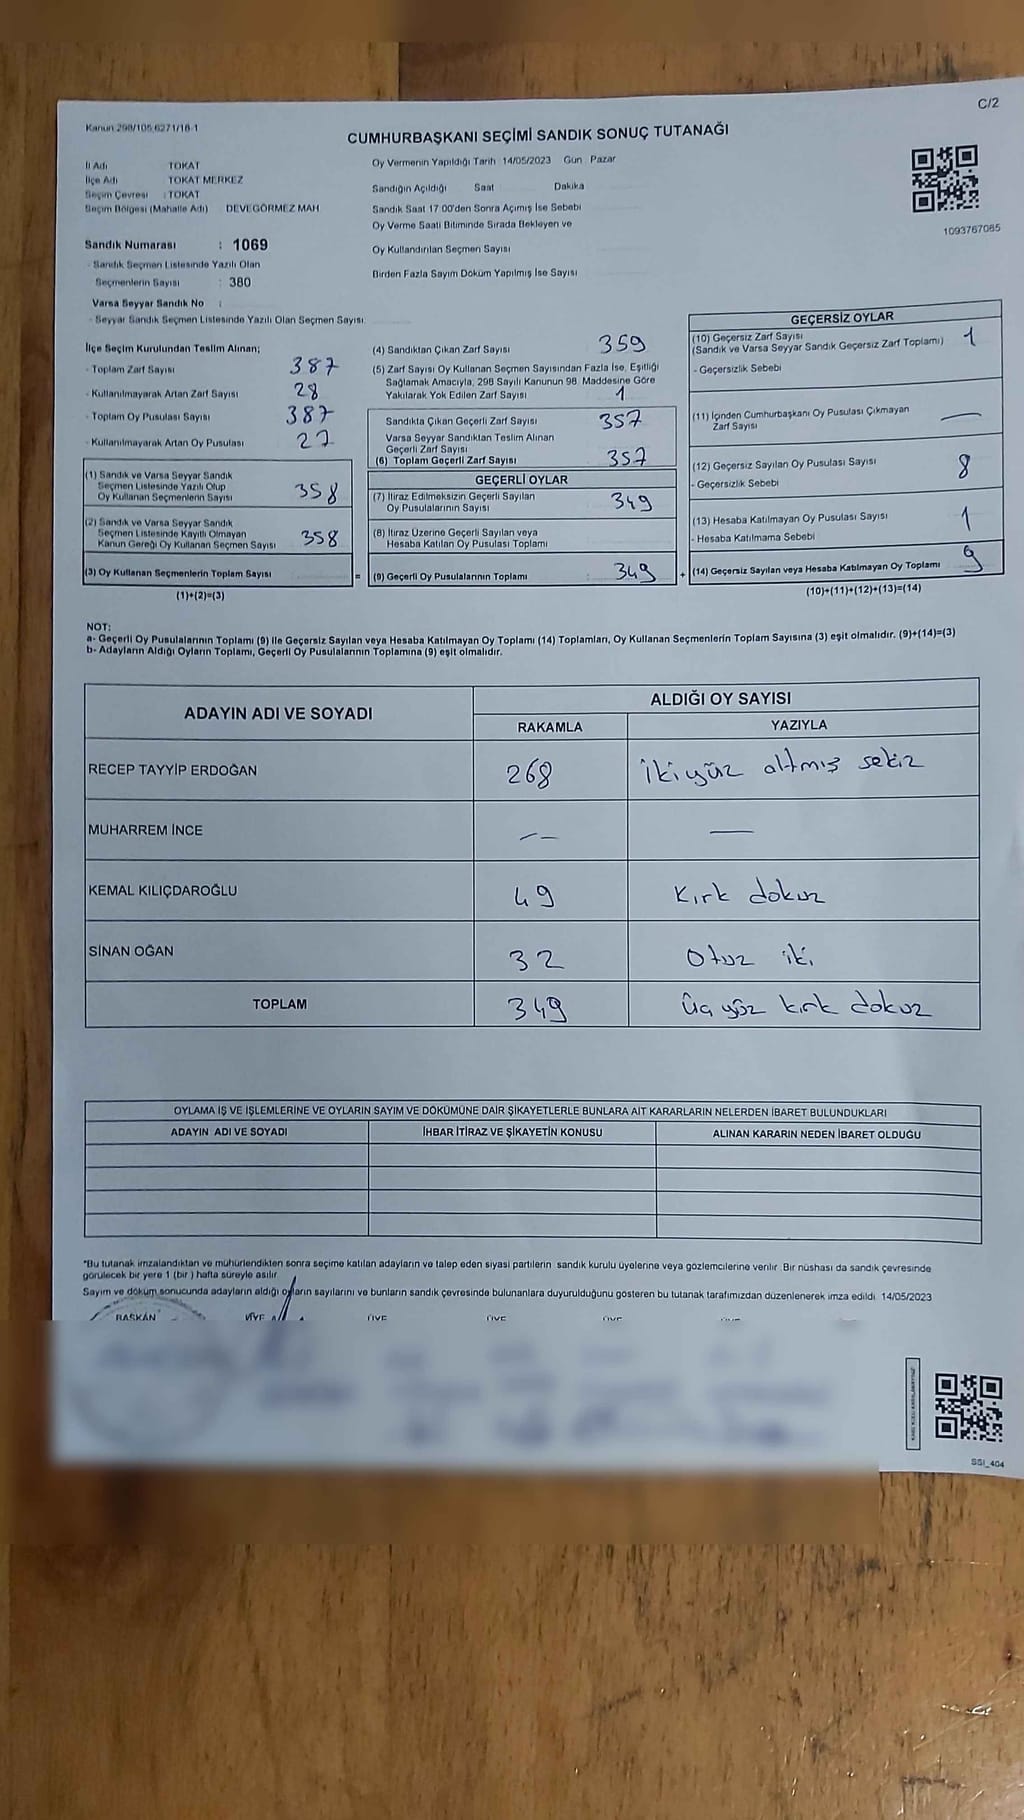 C/2
Kanun 298/105,6271/18-1
CUMHURBAŞKANI SEÇİMİ SANDIK SONUÇ TUTANAĞI
İl Adı TOKAT
İlçe Adı TOKAT MERKEZ
Seçim Çevresi : TOKAT
Seçim Bölgesi (Mahalle Adı) DEVEGÖRMEZ MAH
Sandık Numarası : 1069
- Sandık Seçmen Listesinde Yazılı Olan
Seçmenlerin Sayısı : 380
Varsa Seyyar Sandık No :
- Seyyar Sandık Seçmen Listesinde Yazılı Olan Seçmen Sayısı:
Oy Vermenin Yapıldığı Tarih 14/05/2023 Gün Pazar
Sandığın Açıldığı Saat Dakika
Sandık Saat 17:00'den Sonra Açımış İse Sebebi
Oy Verme Saati Bitiminde Sırada Bekleyen ve
Oy Kullandırılan Seçmen Sayısı
Birden Fazla Sayım Döküm Yapılmış İse Sayısı
1093767085
İlçe Seçim Kurulundan Teslim Alınan;
- Toplam Zarf Sayısı 387
- Kullanılmayarak Artan Zarf Sayısı 28
- Toplam Oy Pusulası Sayısı 387
- Kullanılmayarak Artan Oy Pusulası 27
(1) Sandık ve Varsa Seyyar Sandık
Seçmen Listesinde Yazılı Olup
Oy Kullanan Seçmenlerin Sayısı 358
(2) Sandık ve Varsa Seyyar Sandık
Seçmen Listesinde Kayıtlı Olmayan
Kanun Gereği Oy Kullanan Seçmen Sayısı 358
(3) Oy Kullanan Seçmenlerin Toplam Sayısı =
(1)+(2)=(3)
(4) Sandıktan Çıkan Zarf Sayısı 359
(5) Zarf Sayısı Oy Kullanan Seçmen Sayısından Fazla İse, Eşitliği
Sağlamak Amacıyla, 298 Sayılı Kanunun 98. Maddesine Göre
Yakılarak Yok Edilen Zarf Sayısı 1
Sandıkta Çıkan Geçerli Zarf Sayısı 357
Varsa Seyyar Sandıktan Teslim Alınan
Geçerli Zarf Sayısı
(6) Toplam Geçerli Zarf Sayısı 357
GEÇERLİ OYLAR
(7) İtiraz Edilmeksizin Geçerli Sayılan
Oy Pusulalarının Sayısı 349
(8) İtiraz Üzerine Geçerli Sayılan veya
Hesaba Katılan Oy Pusulası Toplamı
(9) Geçerli Oy Pusulalarının Toplamı : 349 +
GEÇERSİZ OYLAR
(10) Geçersiz Zarf Sayısı 1
(Sandık ve Varsa Seyyar Sandık Geçersiz Zarf Toplamı)
- Geçersizlik Sebebi
(11) İçinden Cumhurbaşkanı Oy Pusulası Çıkmayan —
Zarf Sayısı
(12) Geçersiz Sayılan Oy Pusulası Sayısı 8
- Geçersizlik Sebebi
(13) Hesaba Katılmayan Oy Pusulası Sayısı 1
- Hesaba Katılmama Sebebi
(14) Geçersiz Sayılan veya Hesaba Katılmayan Oy Toplamı 9
(10)+(11)+(12)+(13)=(14)
NOT:
a- Geçerli Oy Pusulalarının Toplamı (9) ile Geçersiz Sayılan veya Hesaba Katılmayan Oy Toplamı (14) Toplamları, Oy Kullanan Seçmenlerin Toplam Sayısına (3) eşit olmalıdır. (9)+(14)=(3)
b- Adayların Aldığı Oyların Toplamı, Geçerli Oy Pusulalarının Toplamına (9) eşit olmalıdır.
ADAYIN ADI VE SOYADI ALDIĞI OY SAYISI
RAKAMLA YAZIYLA
RECEP TAYYİP ERDOĞAN 268 İkiyüz altmış sekiz
MUHARREM İNCE -- —
KEMAL KILIÇDAROĞLU 49 Kırk dokuz
SİNAN OĞAN 32 Otuz iki
TOPLAM 349 Üç yüz kırk dokuz
OYLAMA İŞ VE İŞLEMLERİNE VE OYLARIN SAYIM VE DÖKÜMÜNE DAİR ŞİKAYETLERLE BUNLARA AİT KARARLARIN NELERDEN İBARET BULUNDUKLARI
ADAYIN ADI VE SOYADI İHBAR İTİRAZ VE ŞİKAYETİN KONUSU ALINAN KARARIN NEDEN İBARET OLDUĞU
*Bu tutanak imzalandıktan ve mühürlendikten sonra seçime katılan adayların ve talep eden siyasi partilerin sandık kurulu üyelerine veya gözlemcilerine verilir. Bir nüshası da sandık çevresinde
görülecek bir yere 1 (bir ) hafta süreyle asılır
Sayım ve döküm sonucunda adayların aldığı oyların sayılarını ve bunların sandık çevresinde bulunanlara duyurulduğunu gösteren bu tutanak tarafımızdan düzenlenerek imza edildi. 14/05/2023
BAŞKAN ÜYE ÜYE ÜYE ÜYE
SSI_404